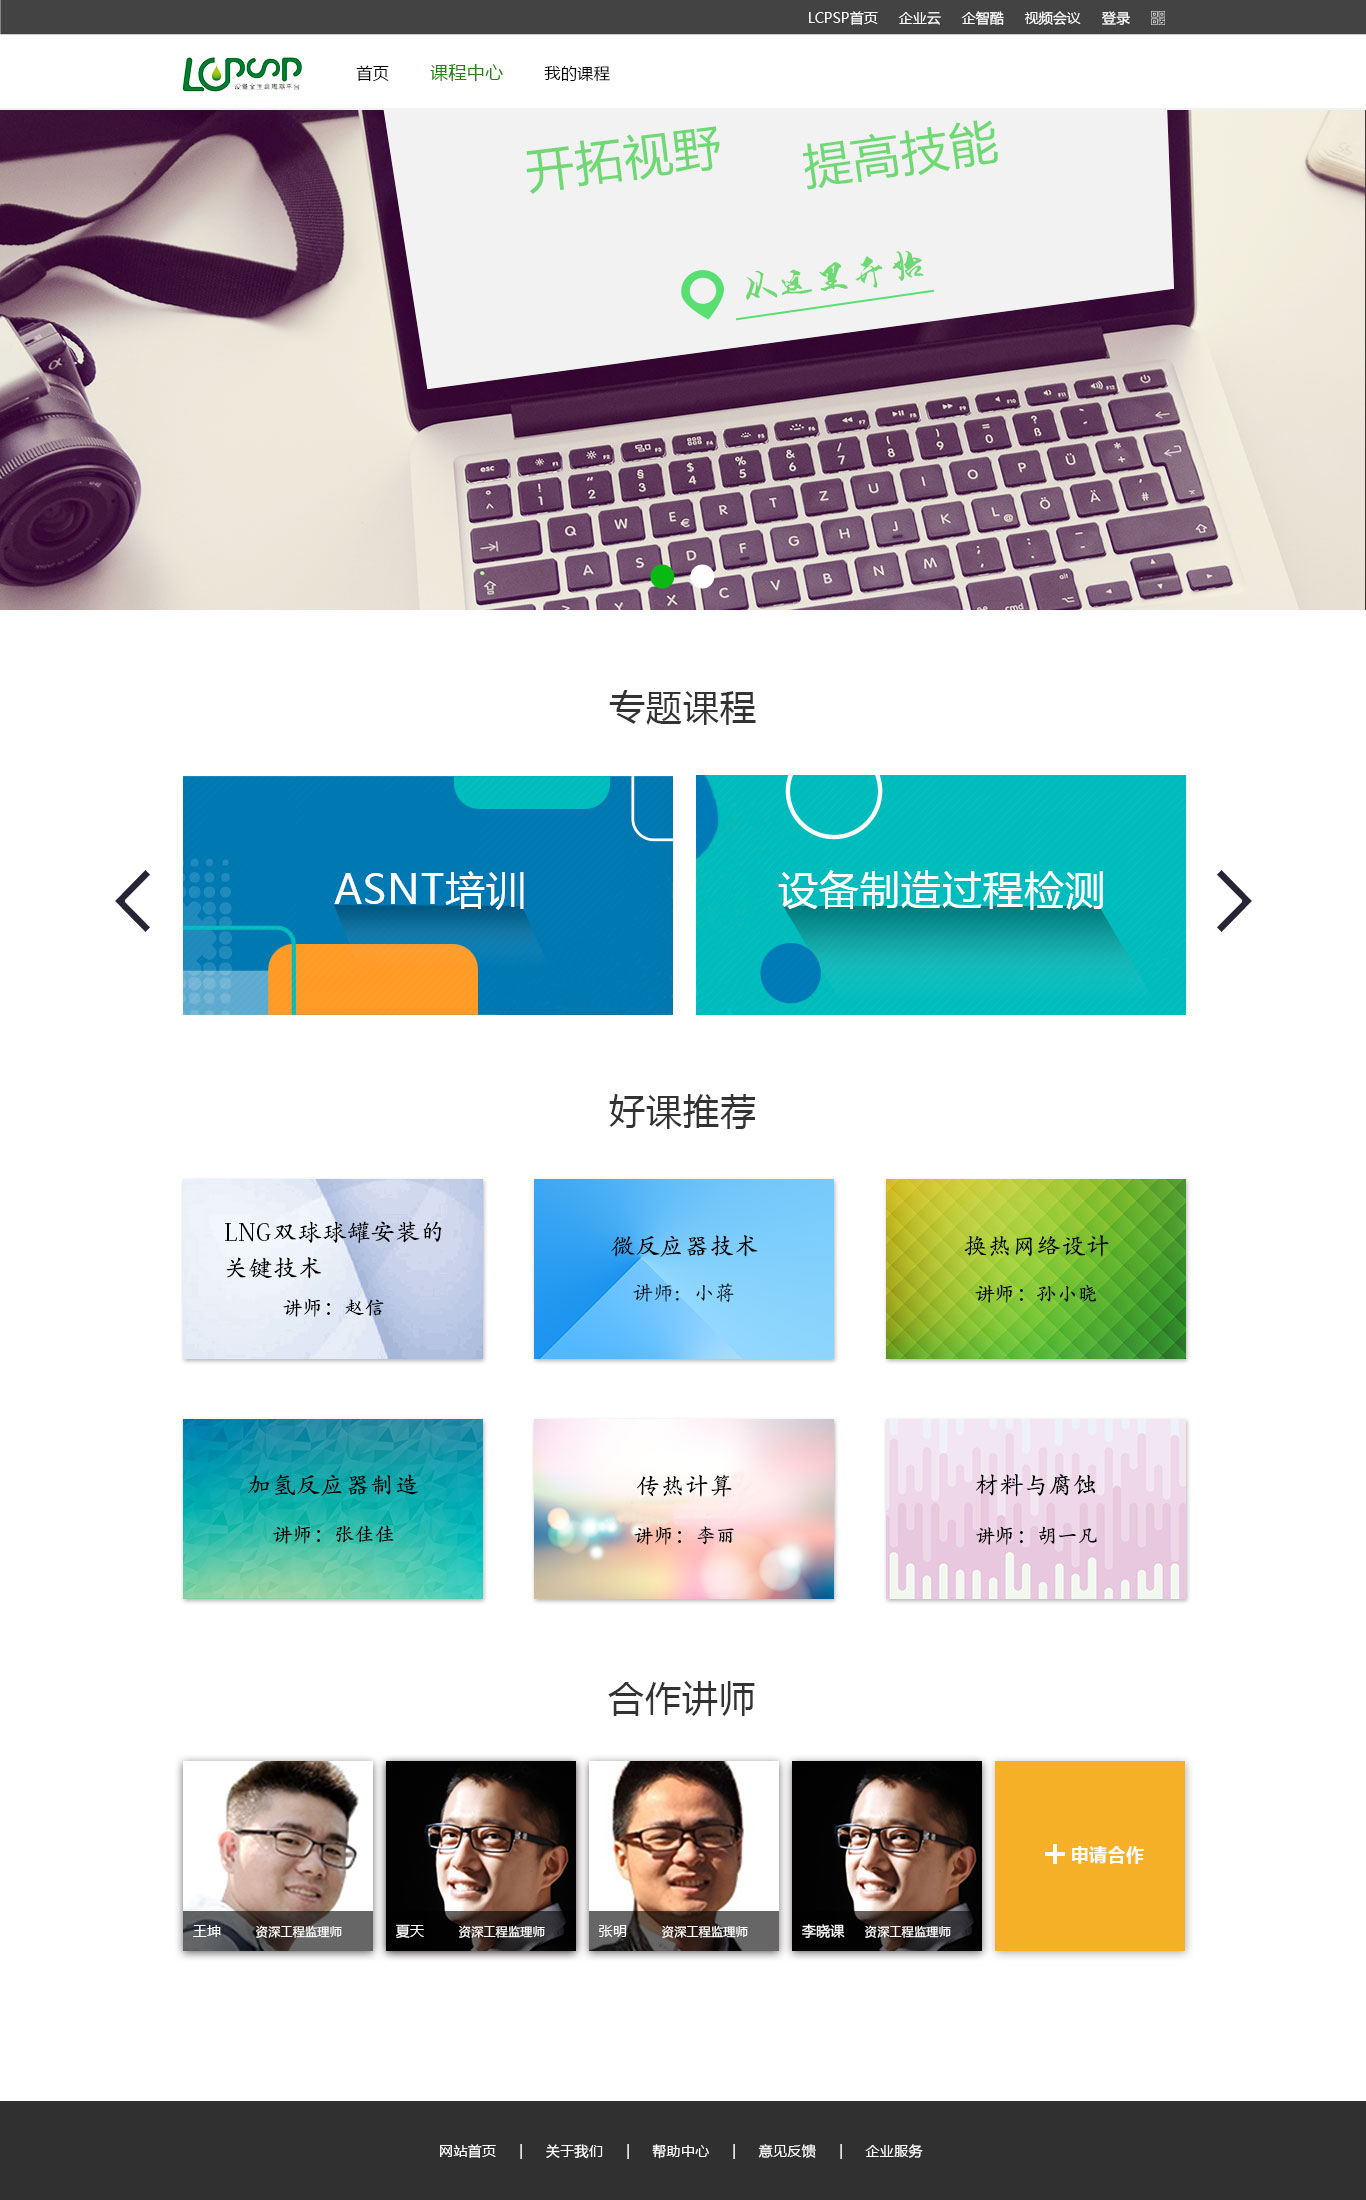 LCPSP首页 企业云 企智酷 视频会议 登录
LCPSP
首页 课程中心 我的课程
开拓视野 提高技能
从这里开始
专题课程
ASNT培训
设备制造过程检测
好课推荐
LNG双球球罐安装的
关键技术
讲师：赵信
微反应器技术
讲师：小蒋
换热网络设计
讲师：孙小晓
加氢反应器制造
讲师：张佳佳
传热计算
讲师：李丽
材料与腐蚀
讲师：胡一凡
合作讲师
王坤 资深工程监理师
夏天 资深工程监理师
张明 资深工程监理师
李晓课 资深工程监理师
+ 申请合作
网站首页 | 关于我们 | 帮助中心 | 意见反馈 | 企业服务